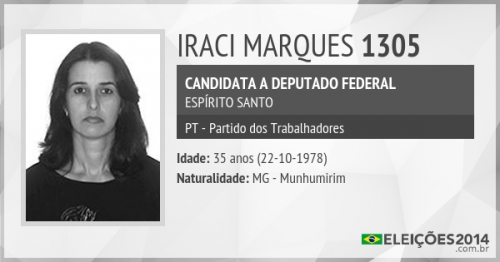 IRACI MARQUES 1305
CANDIDATA A DEPUTADO FEDERAL
ESPÍRITO SANTO
PT - Partido dos Trabalhadores
Idade: 35 anos (22-10-1978)
Naturalidade: MG - Munhumirim
ELEIÇÕES2014
.com.br